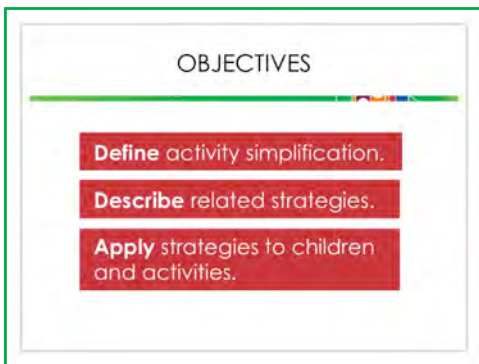 OBJECTIVES
Define activity simplification.
Describe related strategies.
Apply strategies to children
and activities.